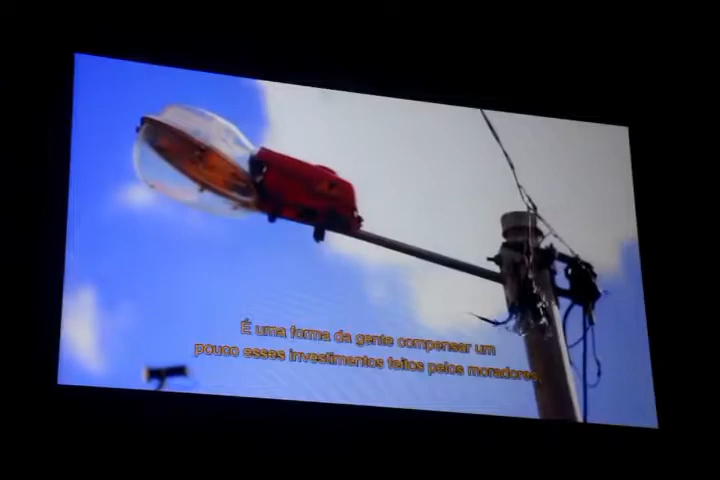 É uma forma da gente compensar um
pouco esses investimentos feitos pelos moradores,